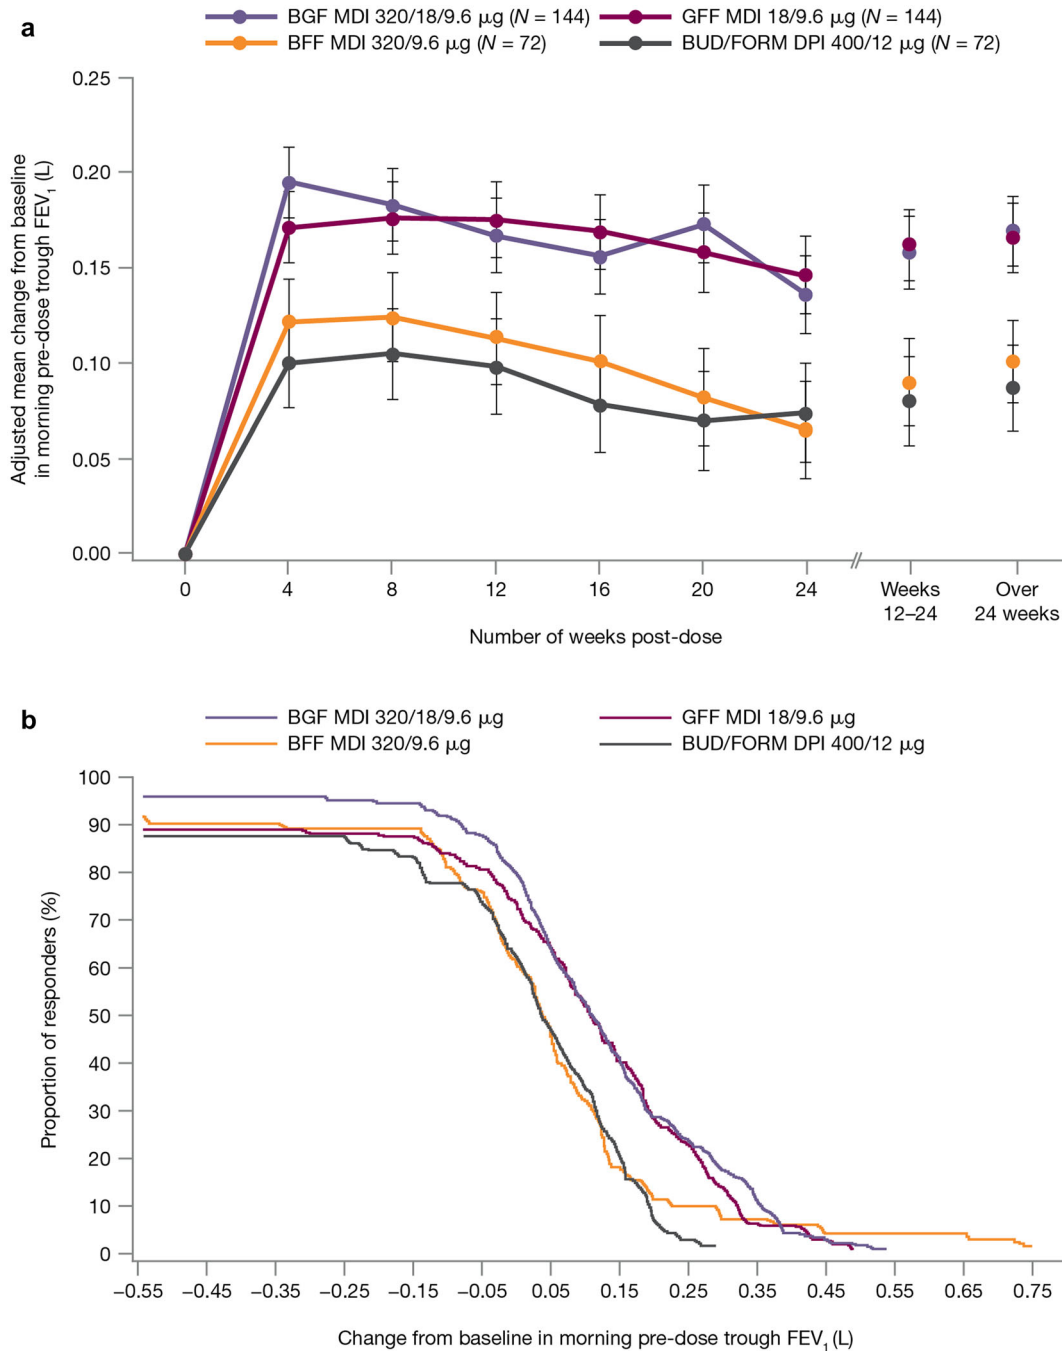 a
BGF MDI 320/18/9.6 µg (N = 144)
GFF MDI 18/9.6 µg (N = 144)
BFF MDI 320/9.6 µg (N = 72)
BUD/FORM DPI 400/12 µg (N = 72)
Adjusted mean change from baseline
in morning pre-dose trough FEV₁ (L)
0.25
0.20
0.15
0.10
0.05
0.00
0 4 8 12 16 20 24 Weeks Over
12–24 24 weeks
Number of weeks post-dose
b
BGF MDI 320/18/9.6 µg
GFF MDI 18/9.6 µg
BFF MDI 320/9.6 µg
BUD/FORM DPI 400/12 µg
Proportion of responders (%)
100
90
80
70
60
50
40
30
20
10
0
−0.55 −0.45 −0.35 −0.25 −0.15 −0.05 0.05 0.15 0.25 0.35 0.45 0.55 0.65 0.75
Change from baseline in morning pre-dose trough FEV₁ (L)